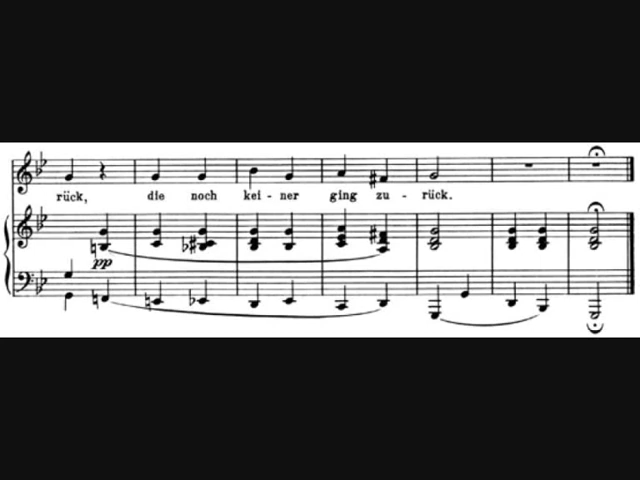 rück, die noch kei - ner ging zu - rück.
pp